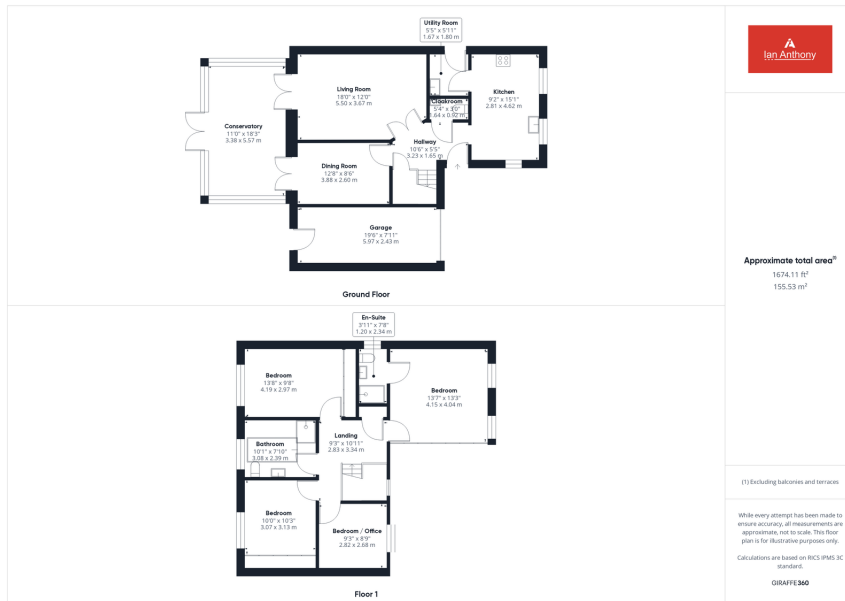 Utility Room
5'5" x 5'11"
1.67 x 1.80 m
Living Room
18'0" x 12'0"
5.50 x 3.67 m
Kitchen
9'2" x 15'1"
2.81 x 4.62 m
Cloakroom
5'4" x 3'0"
1.64 x 0.92 m
Conservatory
11'0" x 18'3"
3.38 x 5.57 m
Hallway
10'6" x 5'5"
3.23 x 1.65 m
Dining Room
12'8" x 8'6"
3.88 x 2.60 m
Garage
19'6" x 7'11"
5.97 x 2.43 m
Ground Floor
En-Suite
3'11" x 7'8"
1.20 x 2.34 m
Bedroom
13'8" x 9'8"
4.19 x 2.97 m
Bedroom
13'7" x 13'3"
4.15 x 4.04 m
Landing
9'3" x 10'11"
2.83 x 3.34 m
Bathroom
10'1" x 7'10"
3.08 x 2.39 m
Bedroom
10'0" x 10'3"
3.07 x 3.13 m
Bedroom / Office
9'3" x 8'9"
2.82 x 2.68 m
Floor 1
Ian Anthony
Approximate total area(1)
1674.11 ft²
155.53 m²
(1) Excluding balconies and terraces
While every attempt has been made to
ensure accuracy, all measurements are
approximate, not to scale. This floor
plan is for illustrative purposes only.
Calculations are based on RICS IPMS 3C
standard.
GIRAFFE360